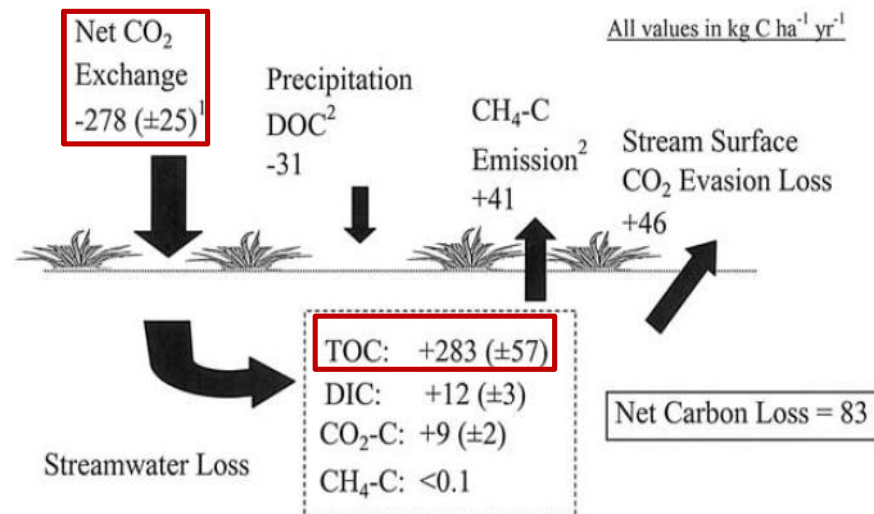 All values in kg C ha⁻¹ yr⁻¹
Net CO₂
Exchange
-278 (±25)¹
Precipitation
DOC²
-31
CH₄-C
Emission²
+41
Stream Surface
CO₂ Evasion Loss
+46
TOC: +283 (±57)
DIC: +12 (±3)
CO₂-C: +9 (±2)
CH₄-C: <0.1
Streamwater Loss
Net Carbon Loss = 83